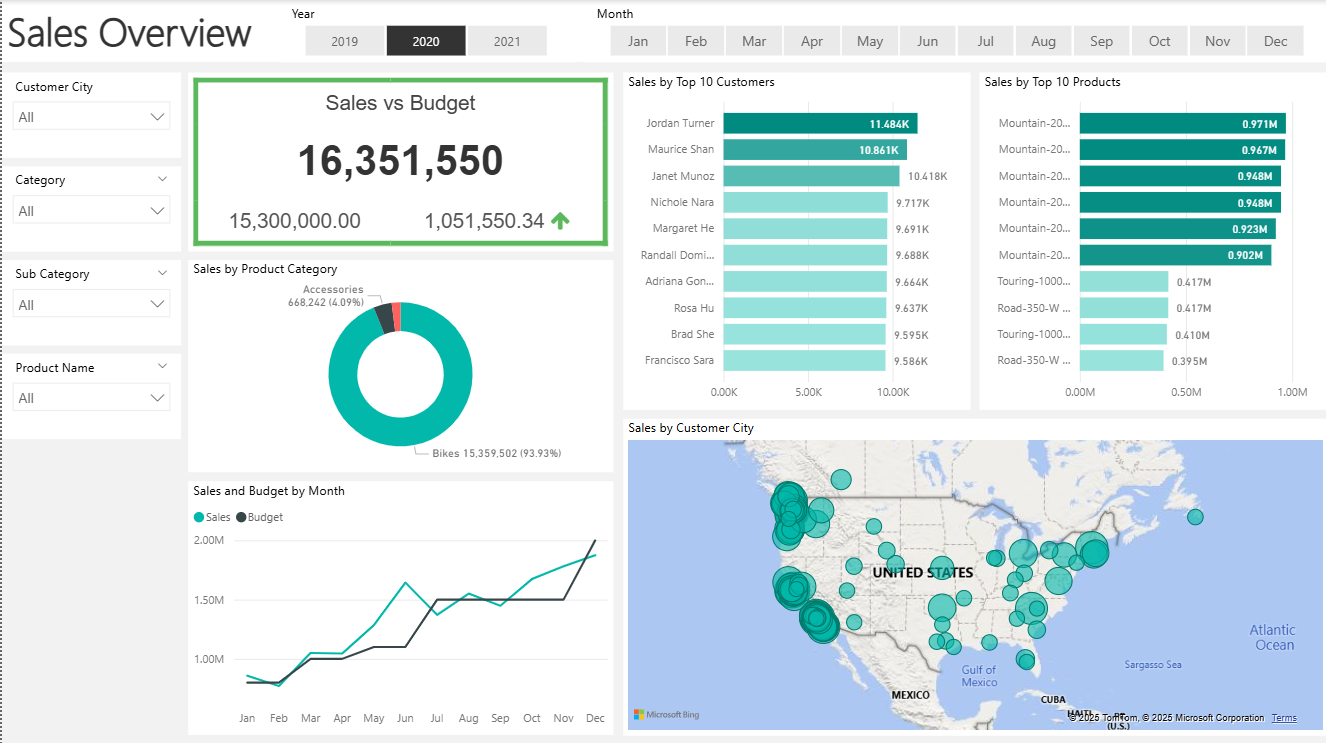 Sales Overview
Year
2019 2020 2021
Month
Jan Feb Mar Apr May Jun Jul Aug Sep Oct Nov Dec
Customer City
All
Category
All
Sub Category
All
Product Name
All
Sales vs Budget
16,351,550
15,300,000.00 1,051,550.34
Sales by Product Category
Accessories
668,242 (4.09%)
Bikes 15,359,502 (93.93%)
Sales and Budget by Month
Sales Budget
2.00M
1.50M
1.00M
Jan Feb Mar Apr May Jun Jul Aug Sep Oct Nov Dec
Sales by Top 10 Customers
Jordan Turner 11.484K
Maurice Shan 10.861K
Janet Munoz 10.418K
Nichole Nara 9.717K
Margaret He 9.691K
Randall Domi... 9.688K
Adriana Gon... 9.664K
Rosa Hu 9.637K
Brad She 9.595K
Francisco Sara 9.586K
0.00K 5.00K 10.00K
Sales by Top 10 Products
Mountain-20... 0.971M
Mountain-20... 0.967M
Mountain-20... 0.948M
Mountain-20... 0.948M
Mountain-20... 0.923M
Mountain-20... 0.902M
Touring-1000... 0.417M
Road-350-W ... 0.417M
Touring-1000... 0.410M
Road-350-W ... 0.395M
0.00M 0.50M 1.00M
Sales by Customer City
UNITED STATES
Atlantic
Ocean
Sargasso Sea
Gulf of
Mexico
MEXICO
CUBA
HAITI
PR
(U.S.)
Microsoft Bing
© 2025 TomTom, © 2025 Microsoft Corporation Terms